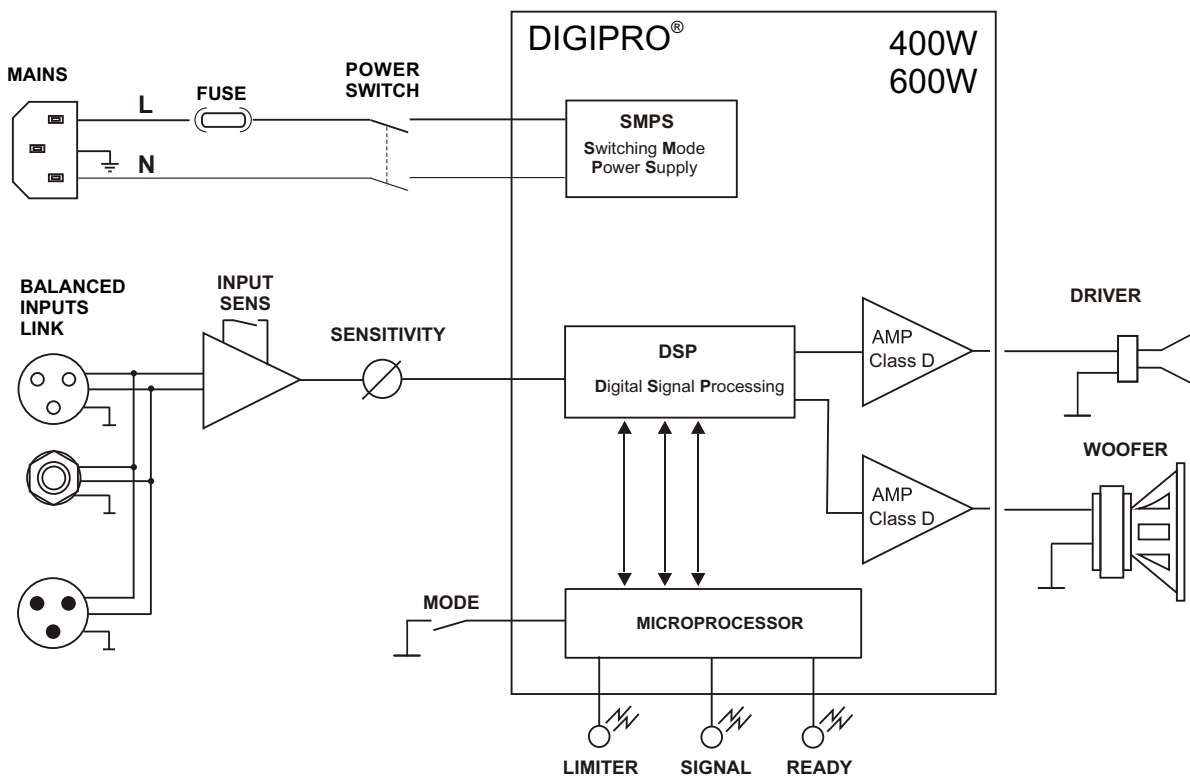 DIGIPRO®
400W
600W
MAINS
L
FUSE
POWER
SWITCH
N
SMPS
Switching Mode
Power Supply
BALANCED
INPUTS
LINK
INPUT
SENS
SENSITIVITY
DSP
Digital Signal Processing
AMP
Class D
DRIVER
AMP
Class D
WOOFER
MODE
MICROPROCESSOR
LIMITER
SIGNAL
READY